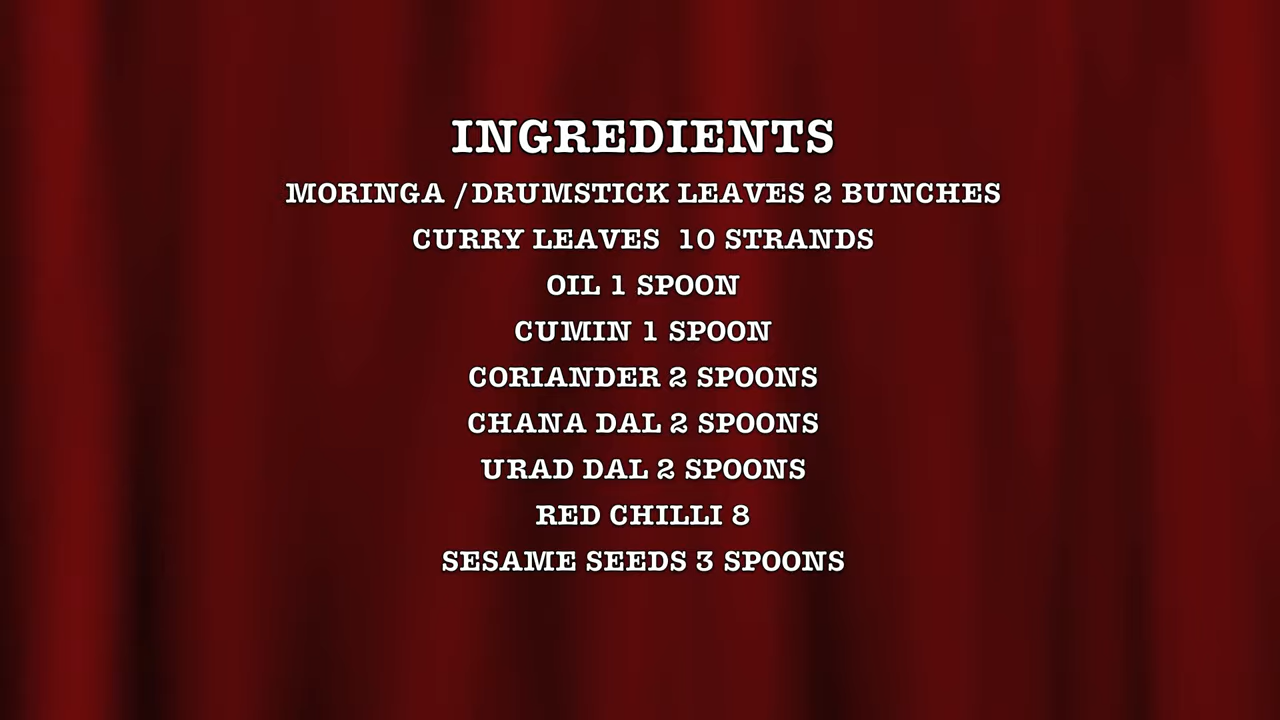 INGREDIENTS
MORINGA /DRUMSTICK LEAVES 2 BUNCHES
CURRY LEAVES  10 STRANDS
OIL 1 SPOON
CUMIN 1 SPOON
CORIANDER 2 SPOONS
CHANA DAL 2 SPOONS
URAD DAL 2 SPOONS
RED CHILLI 8
SESAME SEEDS 3 SPOONS